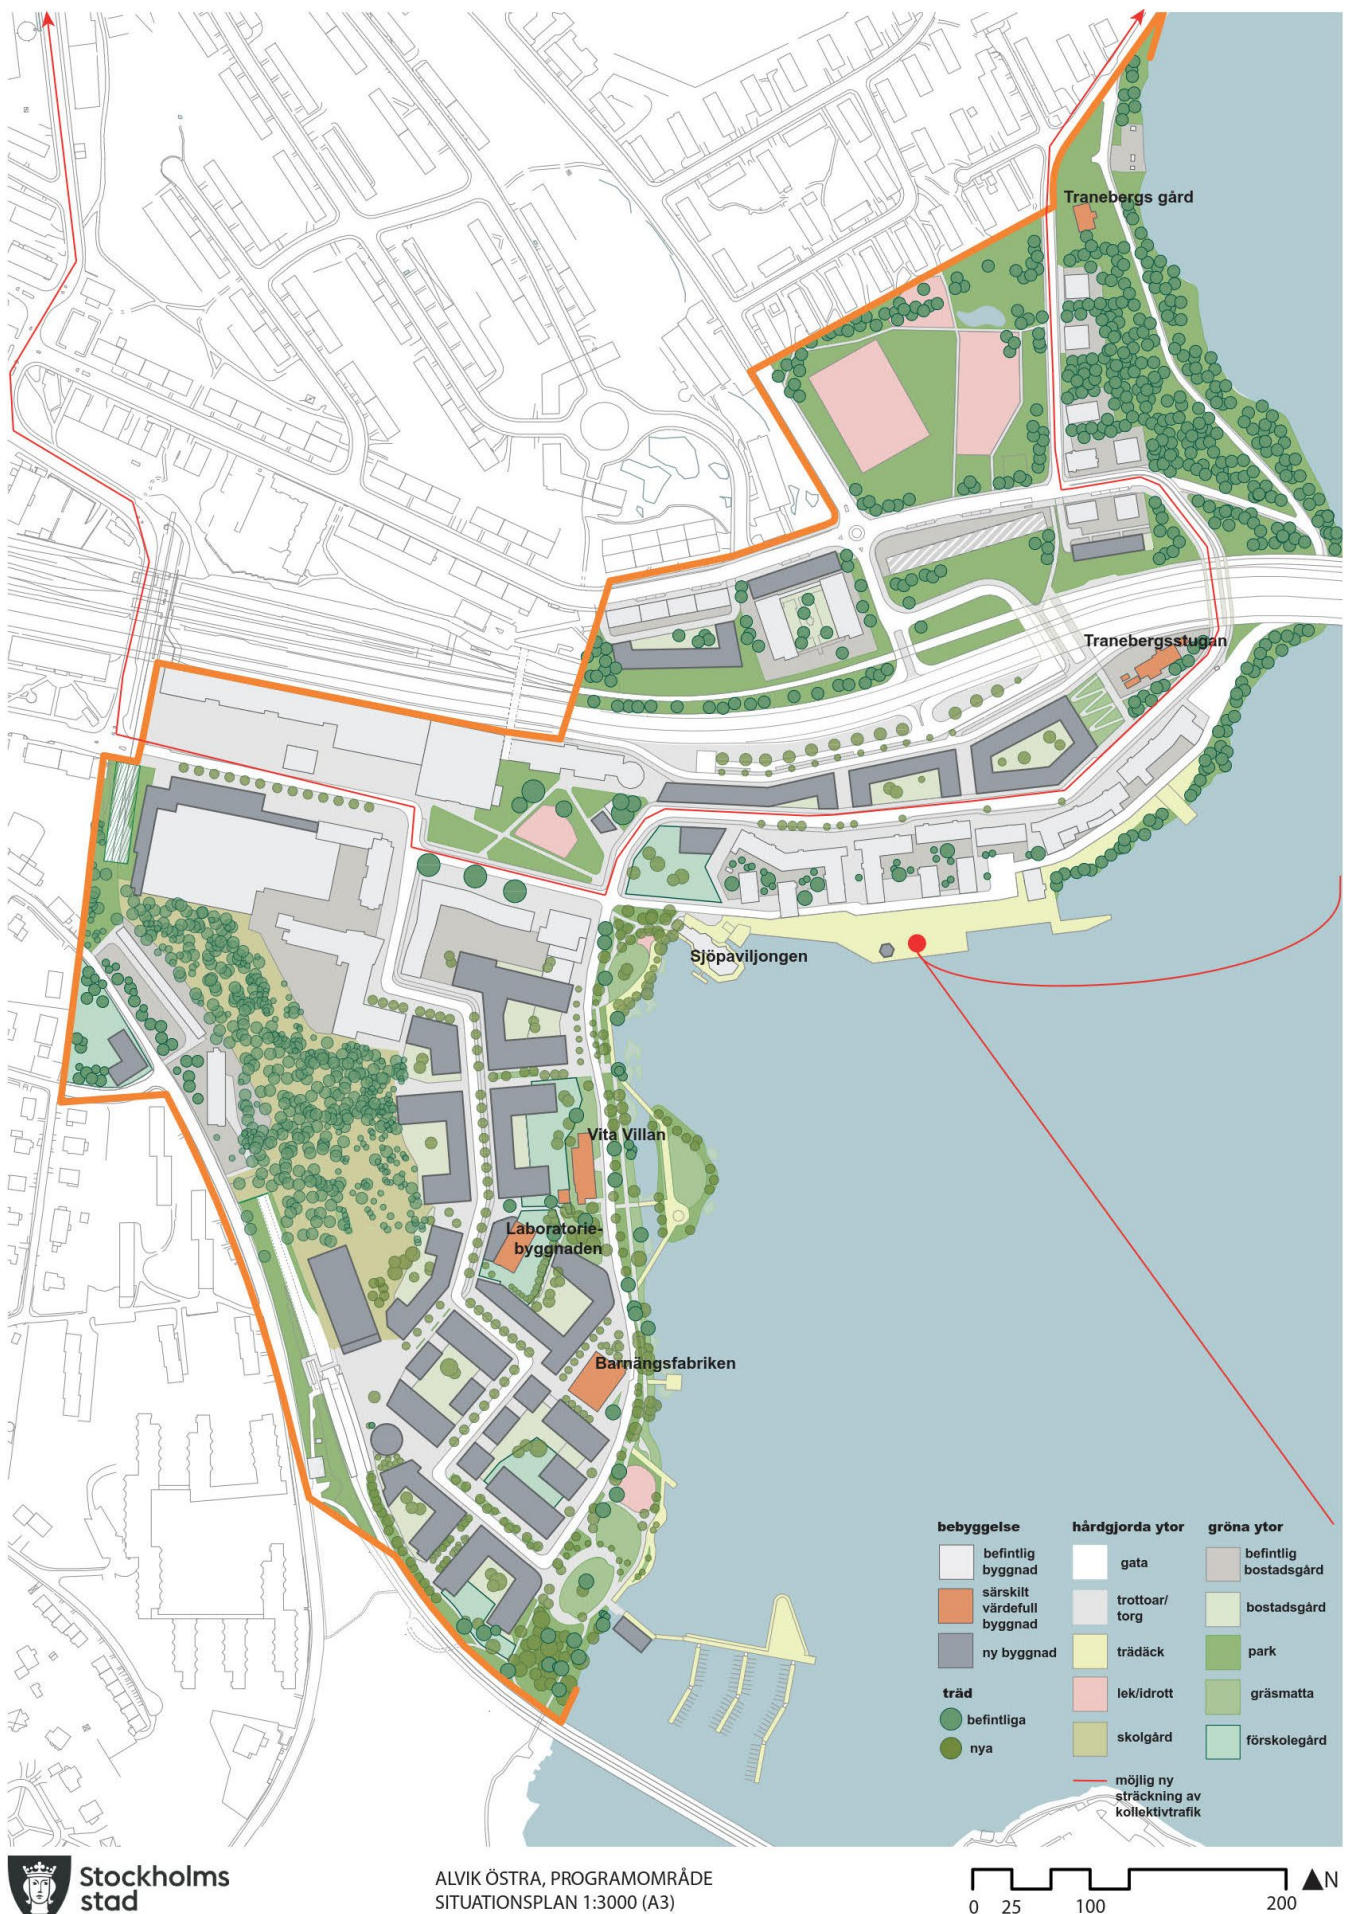 Tranebergs gård
Tranebergsstugan
Sjöpaviljongen
Vita Villan
Laboratorie-
byggnaden
Barnängsfabriken
bebyggelse
befintlig
byggnad
särskilt
värdefull
byggnad
ny byggnad
träd
befintliga
nya
hårdgjorda ytor
gata
trottoar/
torg
trädäck
lek/idrott
skolgård
möjlig ny
sträckning av
kollektivtrafik
gröna ytor
befintlig
bostadsgård
bostadsgård
park
gräsmatta
förskolegård
Stockholms
stad
ALVIK ÖSTRA, PROGRAMOMRÅDE
SITUATIONSPLAN 1:3000 (A3)
0 25 100 200
N